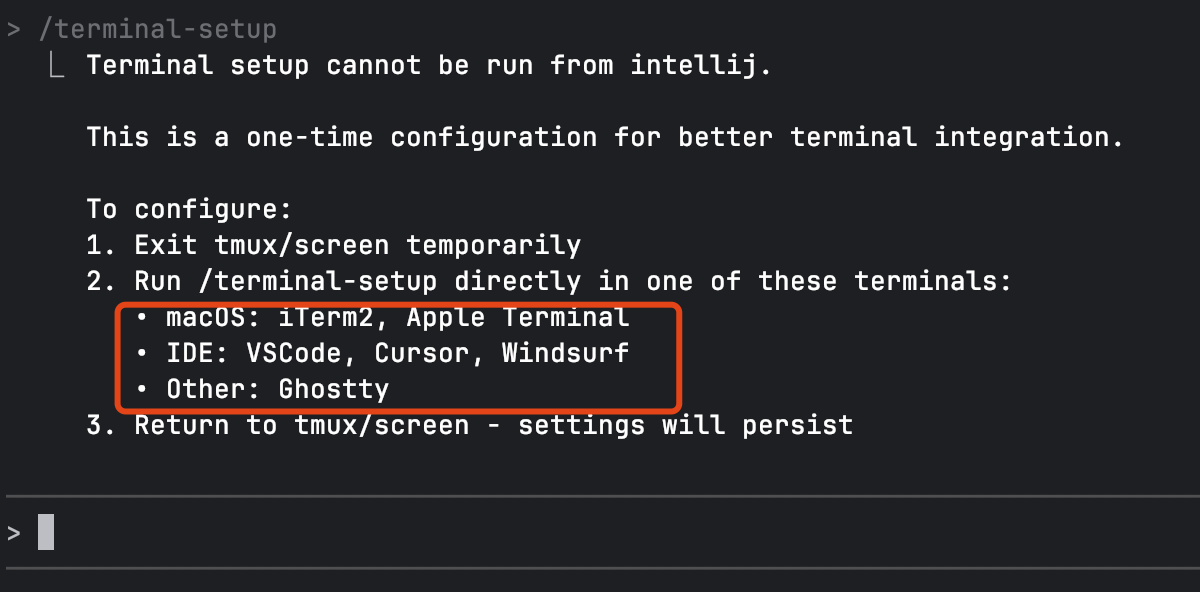 > /terminal-setup
Terminal setup cannot be run from intellij.
This is a one-time configuration for better terminal integration.
To configure:
1. Exit tmux/screen temporarily
2. Run /terminal-setup directly in one of these terminals:
• macOS: iTerm2, Apple Terminal
• IDE: VSCode, Cursor, Windsurf
• Other: Ghostty
3. Return to tmux/screen - settings will persist
>